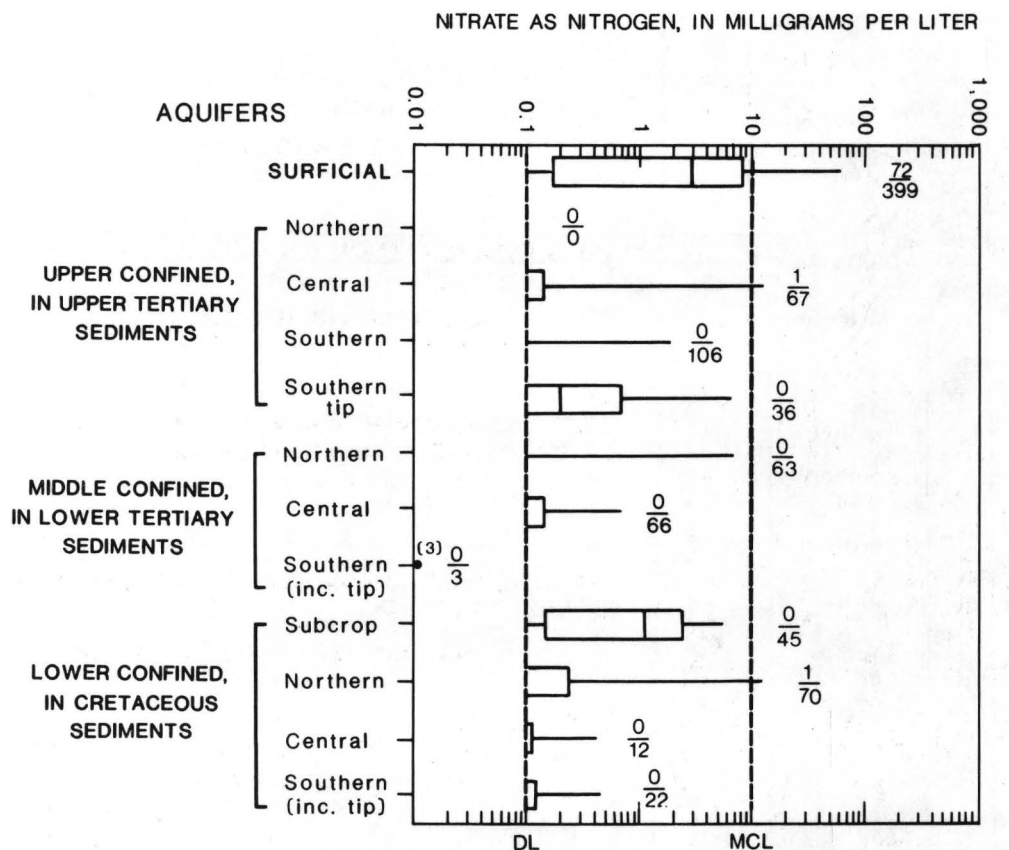 NITRATE AS NITROGEN, IN MILLIGRAMS PER LITER
AQUIFERS
0.01
0.1
1
10
100
1,000
SURFICIAL
72
399
UPPER CONFINED,
IN UPPER TERTIARY
SEDIMENTS
Northern
0
0
Central
1
67
Southern
0
106
Southern
tip
0
36
MIDDLE CONFINED,
IN LOWER TERTIARY
SEDIMENTS
Northern
0
63
Central
0
66
Southern
(inc. tip)
(3)
0
3
LOWER CONFINED,
IN CRETACEOUS
SEDIMENTS
Subcrop
0
45
Northern
1
70
Central
0
12
Southern
(inc. tip)
0
22
DL
MCL